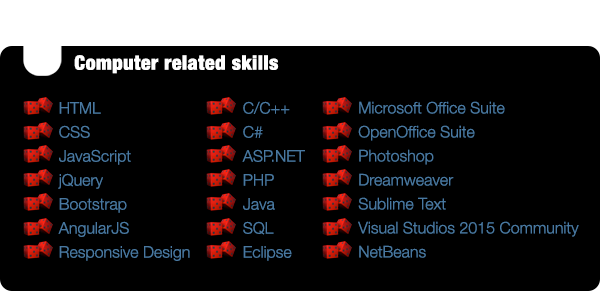 Computer related skills
HTML
CSS
JavaScript
jQuery
Bootstrap
AngularJS
Responsive Design
C/C++
C#
ASP.NET
PHP
Java
SQL
Eclipse
Microsoft Office Suite
OpenOffice Suite
Photoshop
Dreamweaver
Sublime Text
Visual Studios 2015 Community
NetBeans